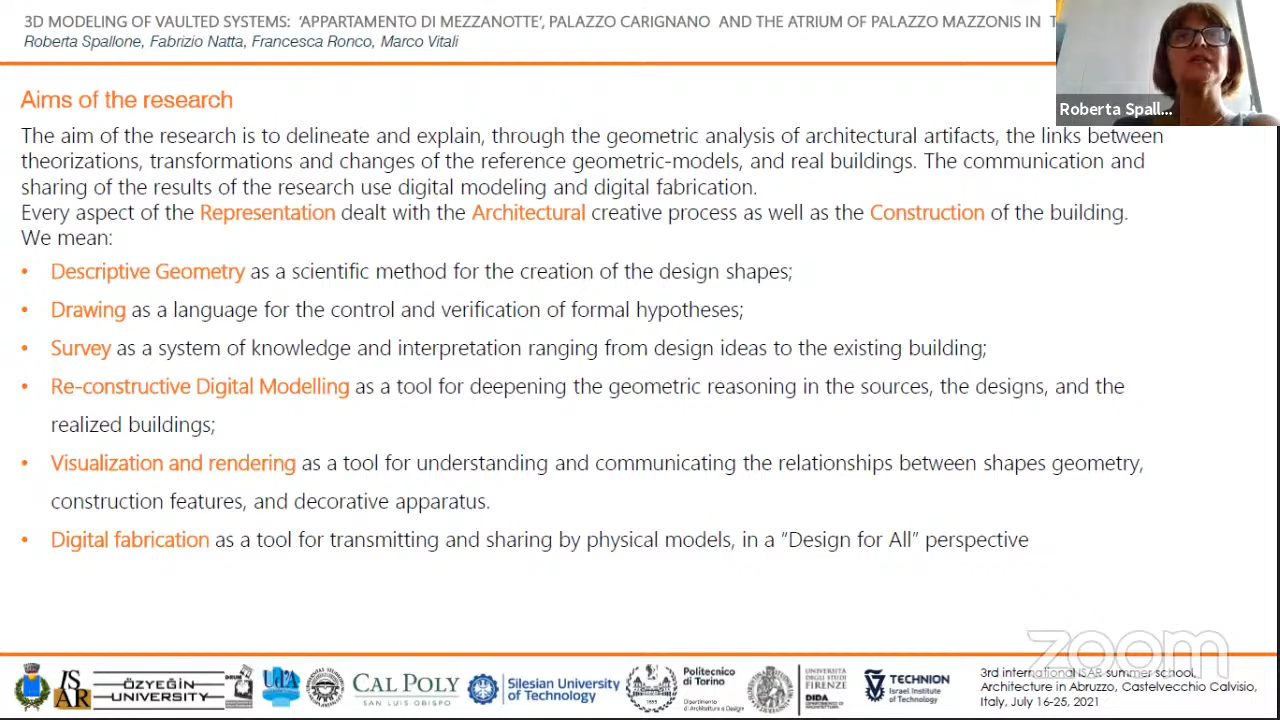 3D MODELING OF VAULTED SYSTEMS: 'APPARTAMENTO DI MEZZANOTTE', PALAZZO CARIGNANO AND THE ATRIUM OF PALAZZO MAZZONIS IN T
Roberta Spallone, Fabrizio Natta, Francesca Ronco, Marco Vitali
Roberta Spall...
Aims of the research
The aim of the research is to delineate and explain, through the geometric analysis of architectural artifacts, the links between
theorizations, transformations and changes of the reference geometric-models, and real buildings. The communication and
sharing of the results of the research use digital modeling and digital fabrication.
Every aspect of the Representation dealt with the Architectural creative process as well as the Construction of the building.
We mean:
• Descriptive Geometry as a scientific method for the creation of the design shapes;
• Drawing as a language for the control and verification of formal hypotheses;
• Survey as a system of knowledge and interpretation ranging from design ideas to the existing building;
• Re-constructive Digital Modelling as a tool for deepening the geometric reasoning in the sources, the designs, and the
realized buildings;
• Visualization and rendering as a tool for understanding and communicating the relationships between shapes geometry,
construction features, and decorative apparatus.
• Digital fabrication as a tool for transmitting and sharing by physical models, in a "Design for All" perspective
zoom
ISAR
ÖZYEĞİN
UNIVERSITY
UdA
CAL POLY
SAN LUIS OBISPO
Silesian University
of Technology
1859
Politecnico
di Torino
Dipartimento
di Architettura e Design
UNIVERSITÀ
DEGLI STUDI
FIRENZE
DIDA
TECHNION
Israel Institute
of Technology
3rd international ISAR summer school,
Architecture in Abruzzo, Castelvecchio Calvisio,
Italy, July 16-25, 2021